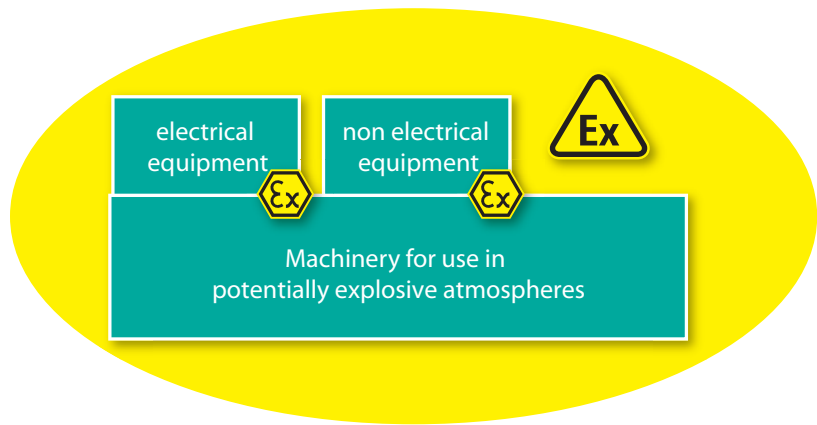 electrical
equipment
non electrical
equipment
Ex
Ex
Ex
Machinery for use in
potentially explosive atmospheres